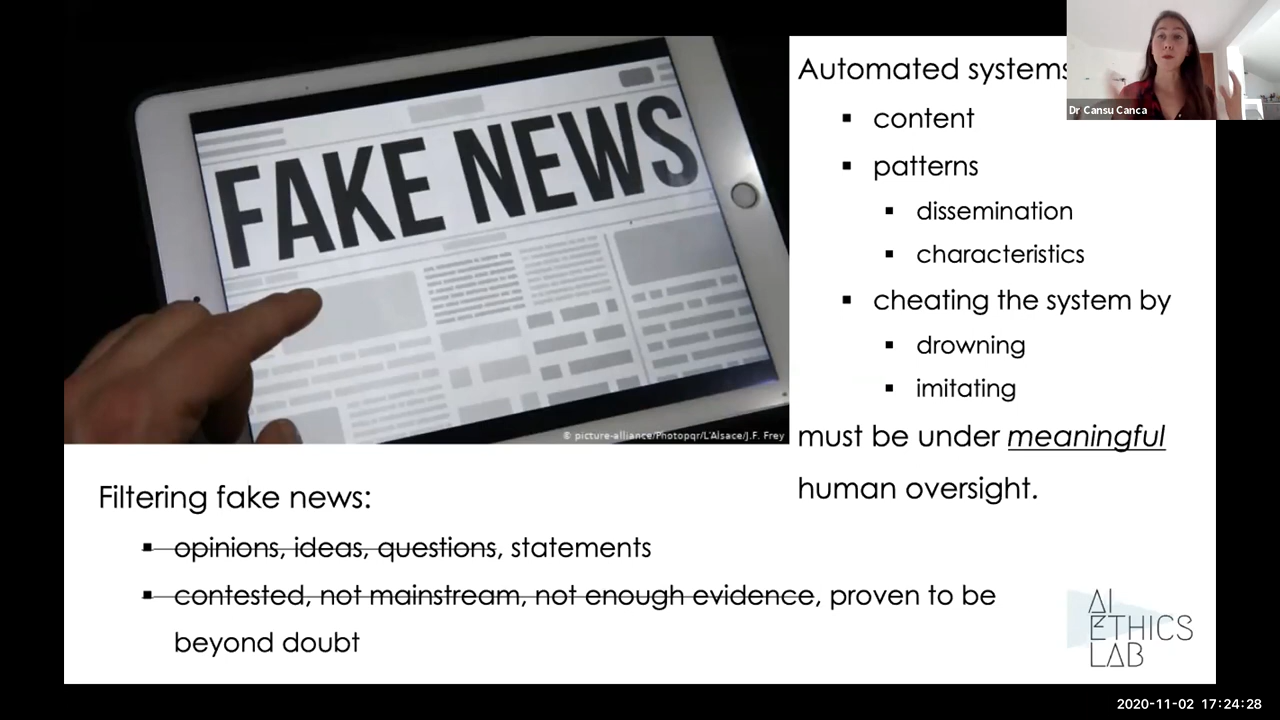 FAKE NEWS
© picture-alliance/Photopqr/L'Alsace/J.F. Frey
Automated systems
▪ content
▪ patterns
▪ dissemination
▪ characteristics
▪ cheating the system by
▪ drowning
▪ imitating
must be under meaningful
human oversight.
Dr Cansu Canca
Filtering fake news:
▪ opinions, ideas, questions, statements
▪ contested, not mainstream, not enough evidence, proven to be
beyond doubt
AI
ETHICS
LAB
2020-11-02 17:24:28